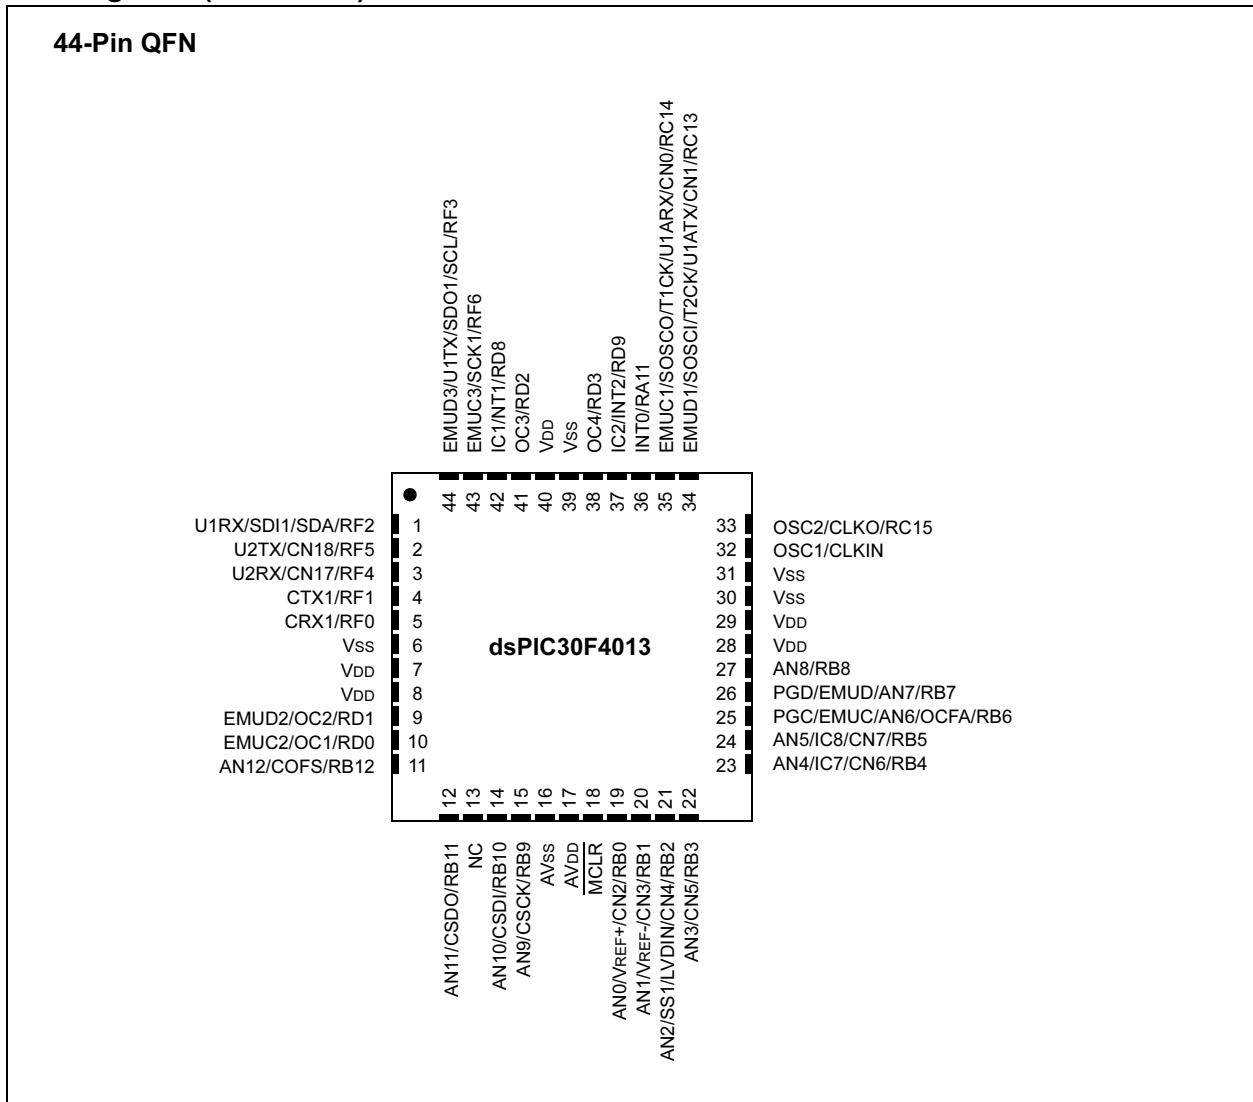 44-Pin QFN
EMUD3/U1TX/SDO1/SCL/RF3
EMUC3/SCK1/RF6
IC1/INT1/RD8
OC3/RD2
VDD
VSS
OC4/RD3
IC2/INT2/RD9
INT0/RA11
EMUC1/SOSCO/T1CK/U1ARX/CN0/RC14
EMUD1/SOSCI/T2CK/U1ATX/CN1/RC13
44
43
42
41
40
39
38
37
36
35
34
U1RX/SDI1/SDA/RF2 1
U2TX/CN18/RF5 2
U2RX/CN17/RF4 3
CTX1/RF1 4
CRX1/RF0 5
VSS 6
VDD 7
VDD 8
EMUD2/OC2/RD1 9
EMUC2/OC1/RD0 10
AN12/COFS/RB12 11
dsPIC30F4013
33 OSC2/CLKO/RC15
32 OSC1/CLKIN
31 VSS
30 VSS
29 VDD
28 VDD
27 AN8/RB8
26 PGD/EMUD/AN7/RB7
25 PGC/EMUC/AN6/OCFA/RB6
24 AN5/IC8/CN7/RB5
23 AN4/IC7/CN6/RB4
12
13
14
15
16
17
18
19
20
21
22
AN11/CSDO/RB11
NC
AN10/CSDI/RB10
AN9/CSCK/RB9
AVSS
AVDD
MCLR
AN0/VREF+/CN2/RB0
AN1/VREF-/CN3/RB1
AN2/SS1/LVDIN/CN4/RB2
AN3/CN5/RB3